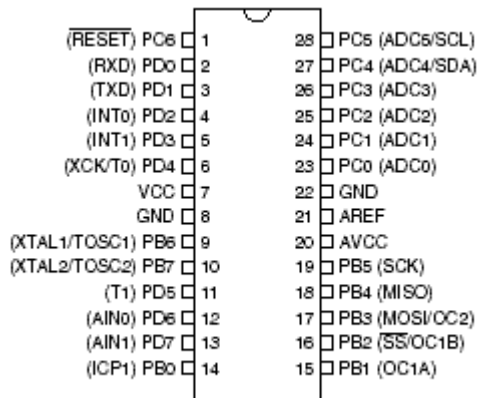 (RESET) PC6 1 28 PC5 (ADC5/SCL)
(RXD) PD0 2 27 PC4 (ADC4/SDA)
(TXD) PD1 3 26 PC3 (ADC3)
(INT0) PD2 4 25 PC2 (ADC2)
(INT1) PD3 5 24 PC1 (ADC1)
(XCK/T0) PD4 6 23 PC0 (ADC0)
VCC 7 22 GND
GND 8 21 AREF
(XTAL1/TOSC1) PB6 9 20 AVCC
(XTAL2/TOSC2) PB7 10 19 PB5 (SCK)
(T1) PD5 11 18 PB4 (MISO)
(AIN0) PD6 12 17 PB3 (MOSI/OC2)
(AIN1) PD7 13 16 PB2 (SS/OC1B)
(ICP1) PB0 14 15 PB1 (OC1A)